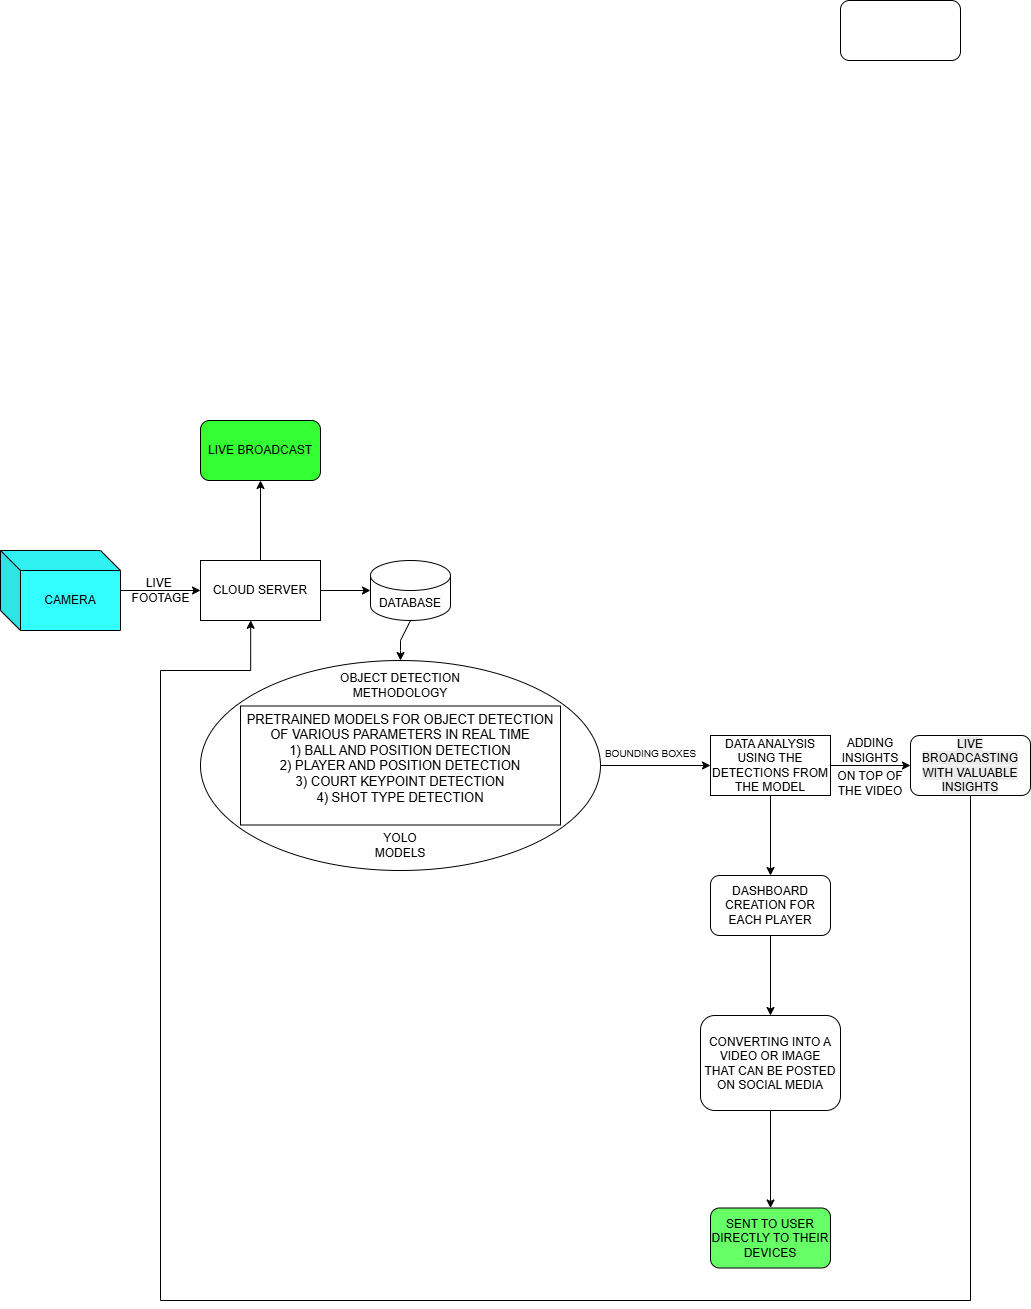 LIVE BROADCAST
CAMERA
LIVE
FOOTAGE
CLOUD SERVER
DATABASE
OBJECT DETECTION
METHODOLOGY
PRETRAINED MODELS FOR OBJECT DETECTION
OF VARIOUS PARAMETERS IN REAL TIME
1) BALL AND POSITION DETECTION
2) PLAYER AND POSITION DETECTION
3) COURT KEYPOINT DETECTION
4) SHOT TYPE DETECTION
YOLO
MODELS
BOUNDING BOXES
DATA ANALYSIS
USING THE
DETECTIONS FROM
THE MODEL
ADDING
INSIGHTS
ON TOP OF
THE VIDEO
LIVE
BROADCASTING
WITH VALUABLE
INSIGHTS
DASHBOARD
CREATION FOR
EACH PLAYER
CONVERTING INTO A
VIDEO OR IMAGE
THAT CAN BE POSTED
ON SOCIAL MEDIA
SENT TO USER
DIRECTLY TO THEIR
DEVICES